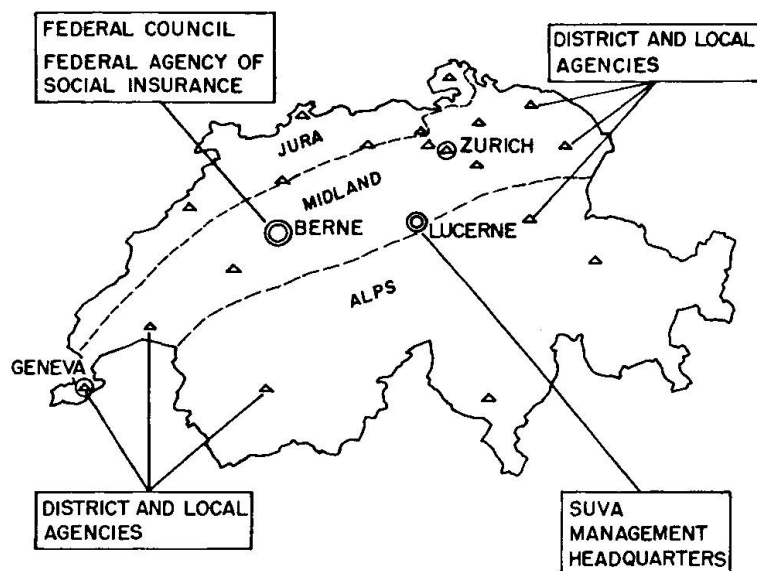 FEDERAL COUNCIL
FEDERAL AGENCY OF
SOCIAL INSURANCE
DISTRICT AND LOCAL
AGENCIES
JURA
ZURICH
MIDLAND
BERNE
LUCERNE
ALPS
GENEVA
DISTRICT AND LOCAL
AGENCIES
SUVA
MANAGEMENT
HEADQUARTERS